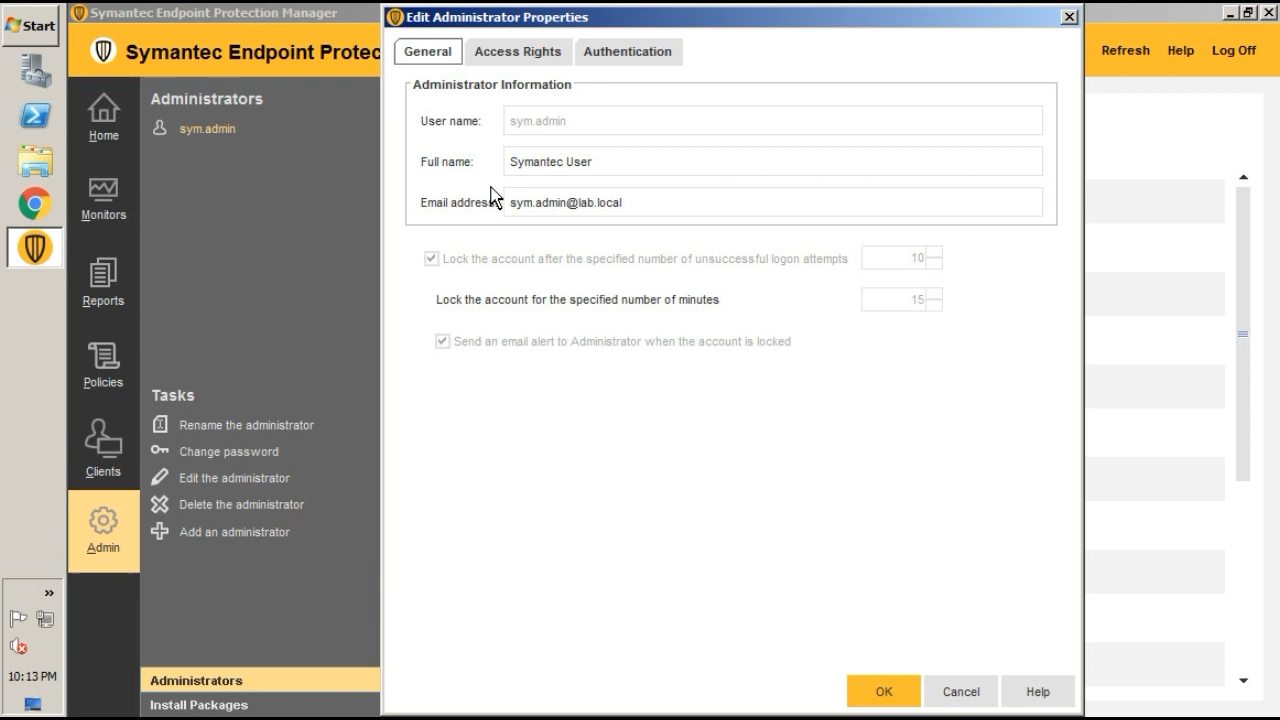 Start
Symantec Endpoint Protection Manager
Symantec Endpoint Protec
Refresh Help Log Off
Home
Monitors
Reports
Policies
Clients
Admin
Administrators
sym.admin
Tasks
Rename the administrator
Change password
Edit the administrator
Delete the administrator
Add an administrator
Administrators
Install Packages
Edit Administrator Properties
General Access Rights Authentication
Administrator Information
User name: sym.admin
Full name: Symantec User
Email address sym.admin@lab.local
Lock the account after the specified number of unsuccessful logon attempts 10
Lock the account for the specified number of minutes 15
Send an email alert to Administrator when the account is locked
OK Cancel Help
10:13 PM